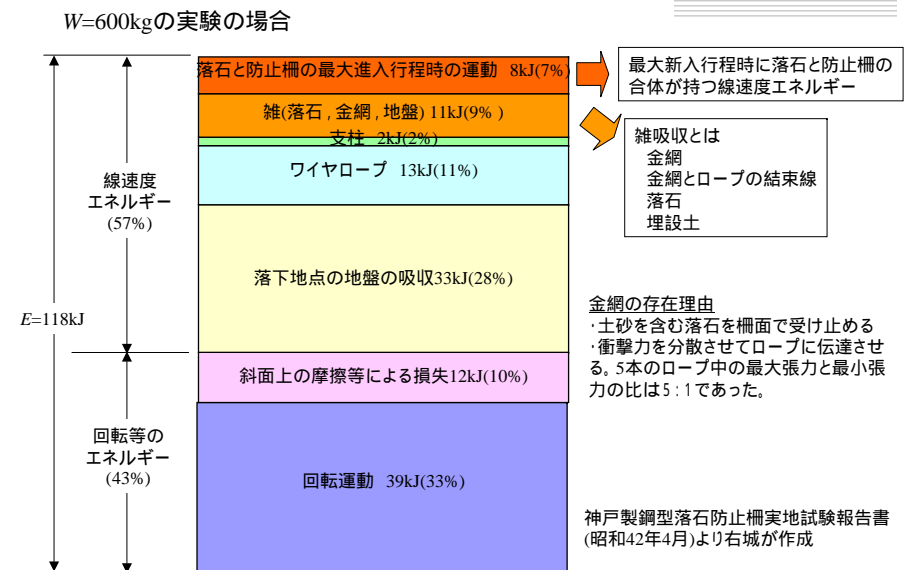 W=600kgの実験の場合
落石と防止柵の最大進入行程時の運動 8kJ(7%)
雑(落石 , 金網 , 地盤) 11kJ(9% )
支柱 2kJ(2%)
ワイヤロープ 13kJ(11%)
落下地点の地盤の吸収33kJ(28%)
斜面上の摩擦等による損失12kJ(10%)
回転運動 39kJ(33%)
線速度
エネルギー
(57%)
E=118kJ
回転等の
エネルギー
(43%)
最大新入行程時に落石と防止柵の
合体が持つ線速度エネルギー
雑吸収とは
金網
金網とロープの結束線
落石
埋設土
金網の存在理由
・土砂を含む落石を柵面で受け止める
・衝撃力を分散させてロープに伝達させ
る。5本のロープ中の最大張力と最小張
力の比は5:1であった。
神戸製鋼型落石防止柵実地試験報告書
(昭和42年4月)より右城が作成